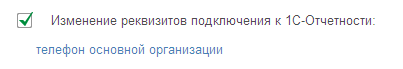 Изменение реквизитов подключения к 1С-Отчетности:
телефон основной организации